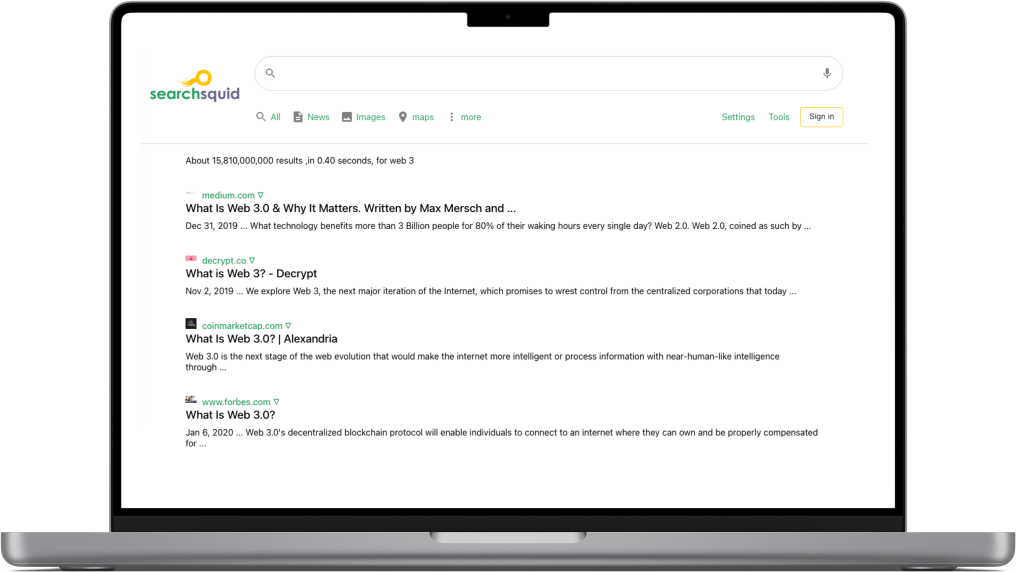 searchsquid
All News Images maps more Settings Tools Sign in
About 15,810,000,000 results ,in 0.40 seconds, for web 3
medium.com
What Is Web 3.0 & Why It Matters. Written by Max Mersch and ...
Dec 31, 2019 ... What technology benefits more than 3 Billion people for 80% of their waking hours every single day? Web 2.0. Web 2.0, coined as such by ...
decrypt.co
What is Web 3? - Decrypt
Nov 2, 2019 ... We explore Web 3, the next major iteration of the Internet, which promises to wrest control from the centralized corporations that today ...
coinmarketcap.com
What Is Web 3.0? | Alexandria
Web 3.0 is the next stage of the web evolution that would make the internet more intelligent or process information with near-human-like intelligence
through ...
www.forbes.com
What Is Web 3.0?
Jan 6, 2020 ... Web 3.0's decentralized blockchain protocol will enable individuals to connect to an internet where they can own and be properly compensated
for ...